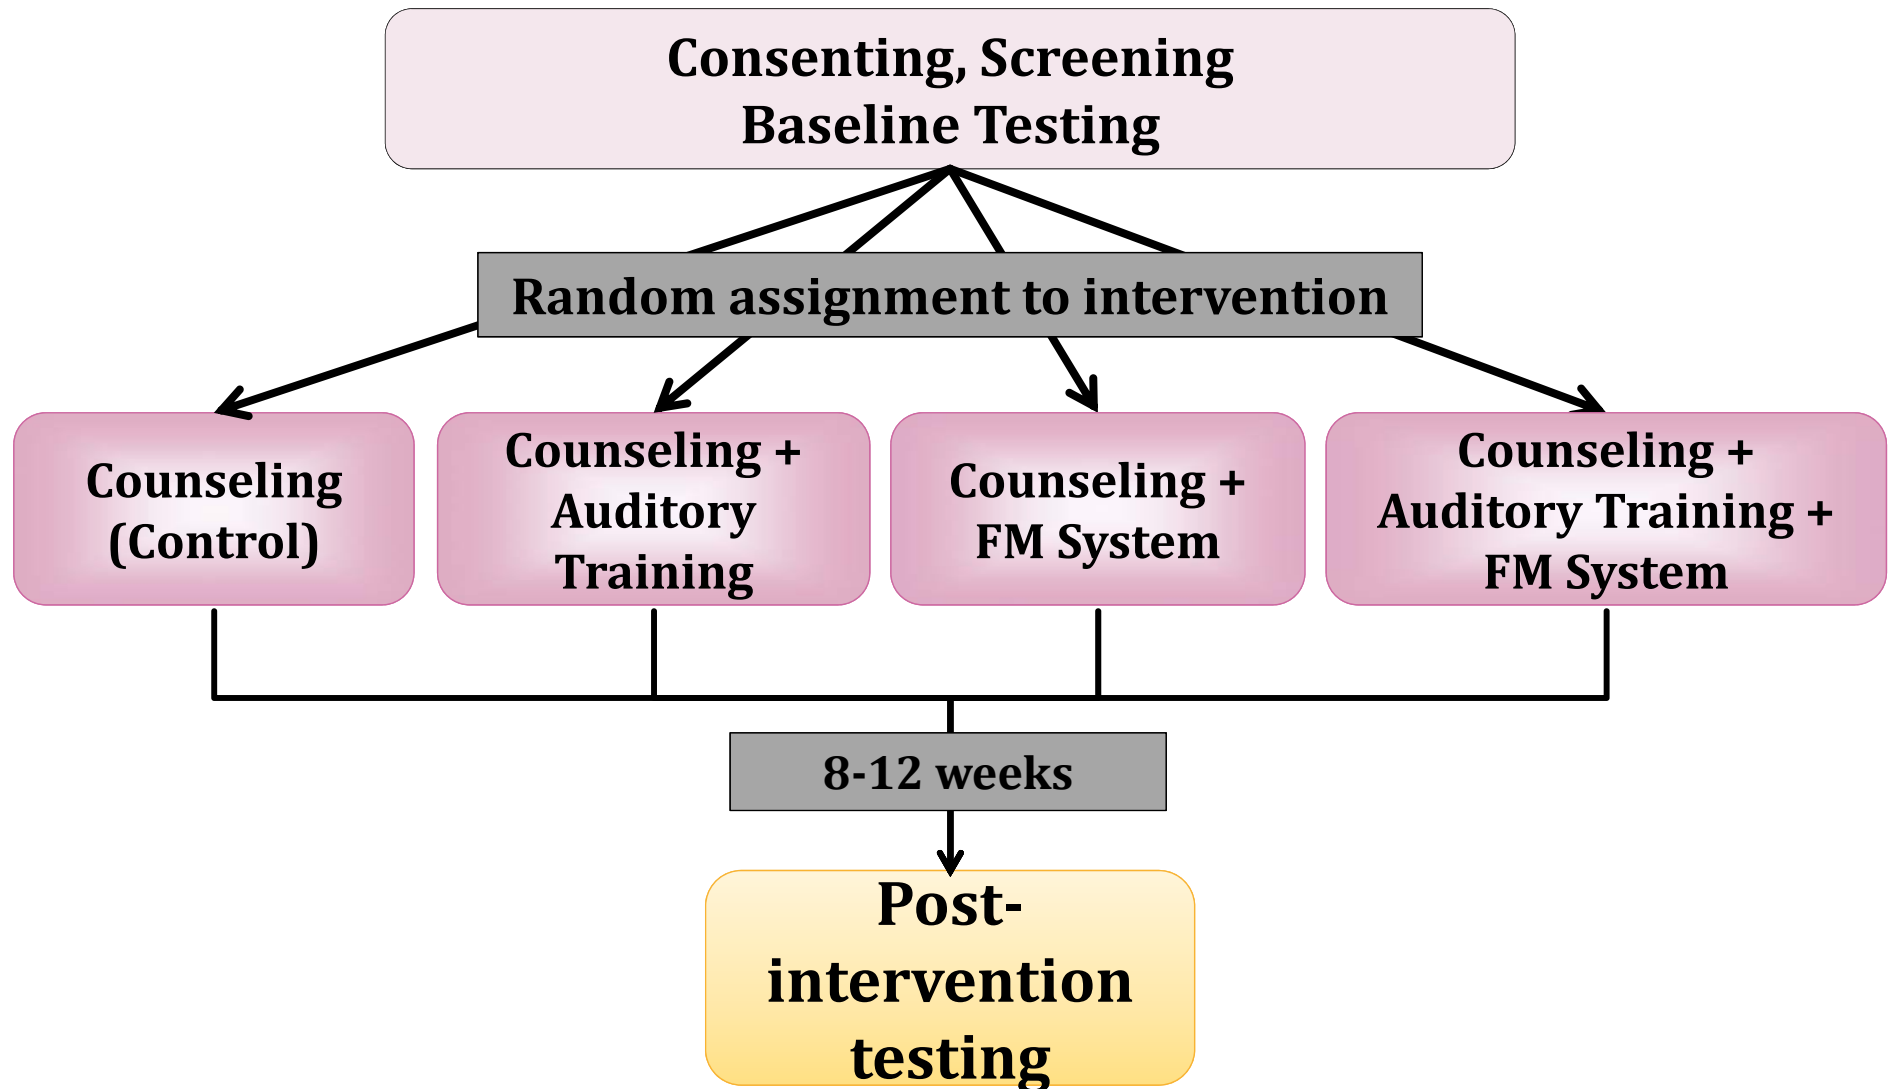 Consenting, Screening
Baseline Testing
Random assignment to intervention
Counseling
(Control)
Counseling +
Auditory
Training
Counseling +
FM System
Counseling +
Auditory Training +
FM System
8-12 weeks
Post-
intervention
testing